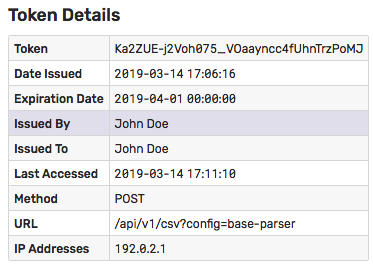 Token Details
Token Ka2ZUE-j2Voh075_VOaayncc4fUhnTrzPoMJ
Date Issued 2019-03-14 17:06:16
Expiration Date 2019-04-01 00:00:00
Issued By John Doe
Issued To John Doe
Last Accessed 2019-03-14 17:11:10
Method POST
URL /api/v1/csv?config=base-parser
IP Addresses 192.0.2.1